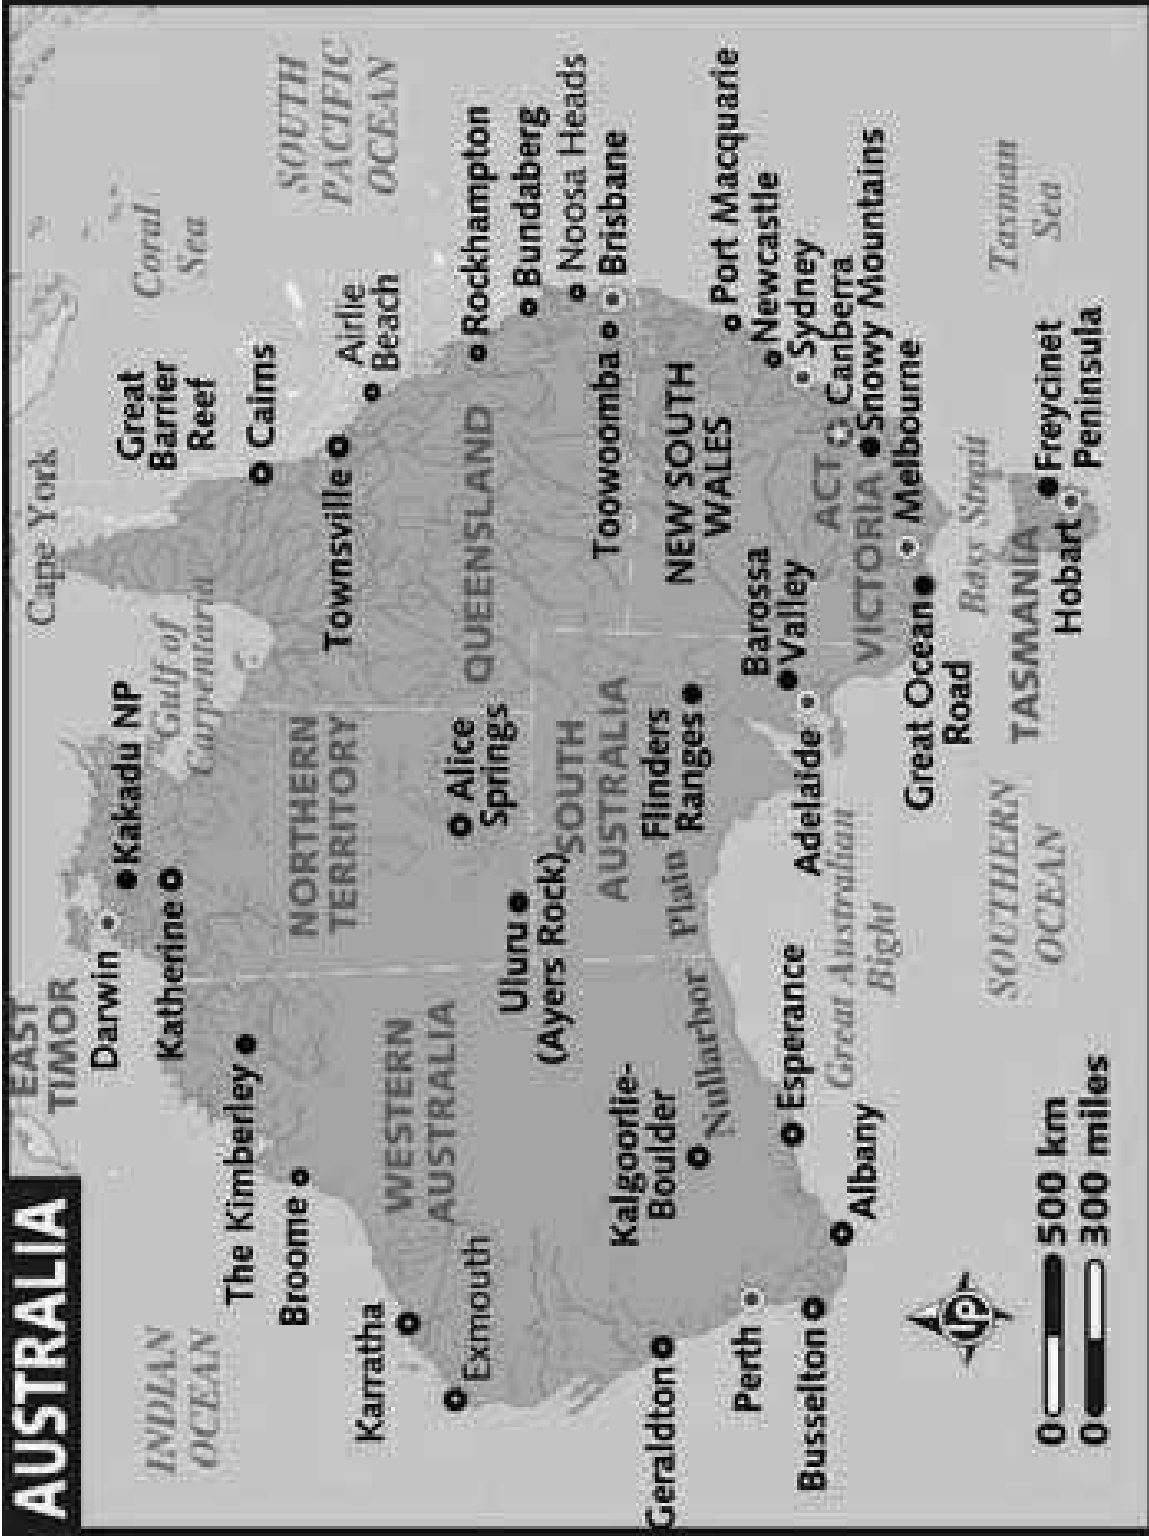 AUSTRALIA
EAST
TIMOR
Cape York
Darwin
Kakadu NP
Gulf of
Carpentaria
Great
Barrier
Reef
Coral
Sea
INDIAN
OCEAN
Katherine
The Kimberley
Cairns
SOUTH
PACIFIC
OCEAN
Broome
NORTHERN
TERRITORY
Townsville
Airlie
Beach
Karratha
WESTERN
AUSTRALIA
Exmouth
Alice
Springs
QUEENSLAND
Rockhampton
Uluru
(Ayers Rock)
Bundaberg
SOUTH
AUSTRALIA
Noosa Heads
Toowoomba
Brisbane
Geraldton
Kalgoorlie-
Boulder
Nullarbor Plain
Flinders
Ranges
NEW SOUTH
WALES
Port Macquarie
Perth
Barossa
Valley
Newcastle
Busselton
Esperance
Adelaide
Sydney
Albany
Great Australian
Bight
ACT
Canberra
VICTORIA
Snowy Mountains
Great Ocean
Road
Melbourne
Bass Strait
Tasman
Sea
SOUTHERN
OCEAN
TASMANIA
Freycinet
Peninsula
Hobart
LP
0 500 km
0 300 miles